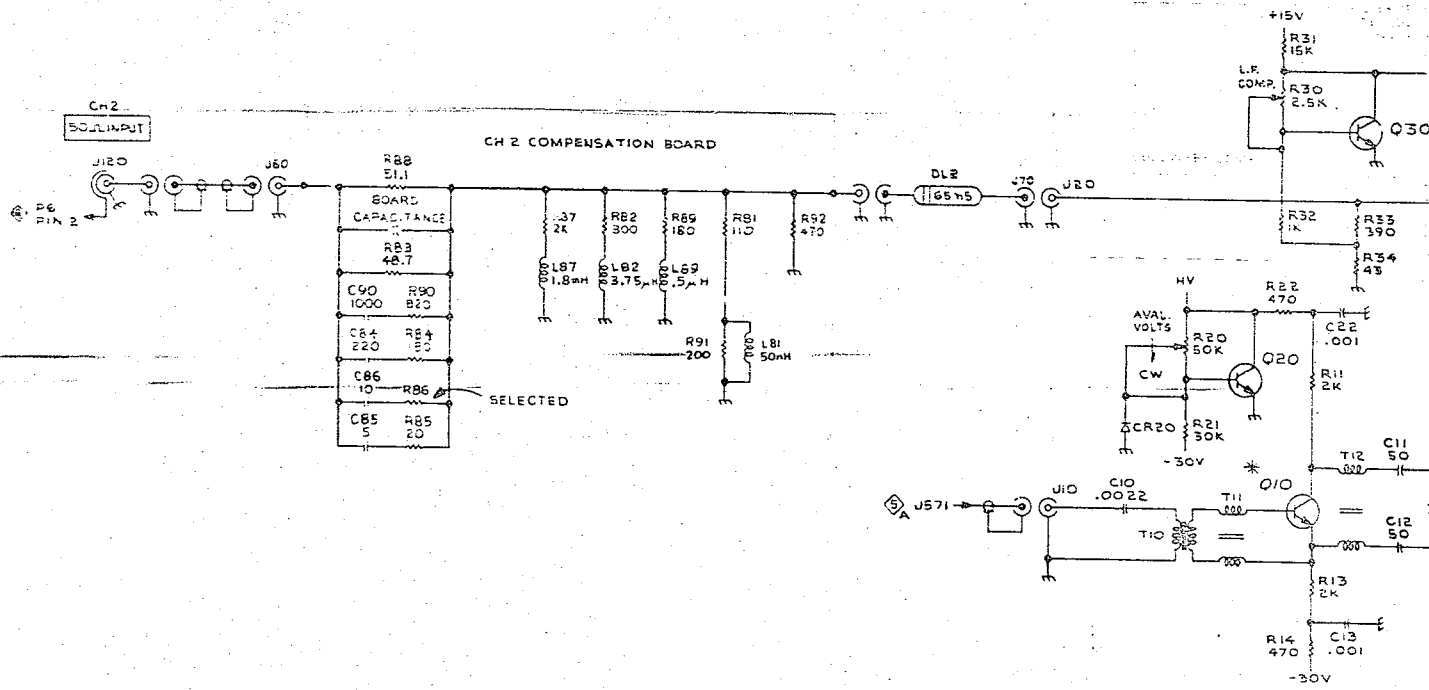 CH2
50Ω INPUT
J120
P6
PIN 2
J60
CH 2 COMPENSATION BOARD
R88
51.1
BOARD
CAPACITANCE
R83
48.7
C90
1000
R90
820
C84
220
R84
C86
10
R86
SELECTED
C85
5
R85
20
2K
L87
1.8mH
R82
300
L82
3.75μH
R89
180
L89
.5μH
R81
110
R91
200
L81
50nH
R92
470
DL2
65nS
J70
J20
+15V
R31
15K
L.F.
COMP.
R30
2.5K
Q30
R32
1K
R33
390
R34
43
HV
AVAL.
VOLTS
CW
R20
50K
Q20
R22
470
C22
.001
R11
2K
CR20
R21
30K
-30V
5
A
J571
J10
C10
.0022
T10
T11
*
Q10
T12
C11
50
C12
50
R13
2K
R14
470
C13
.001
-30V